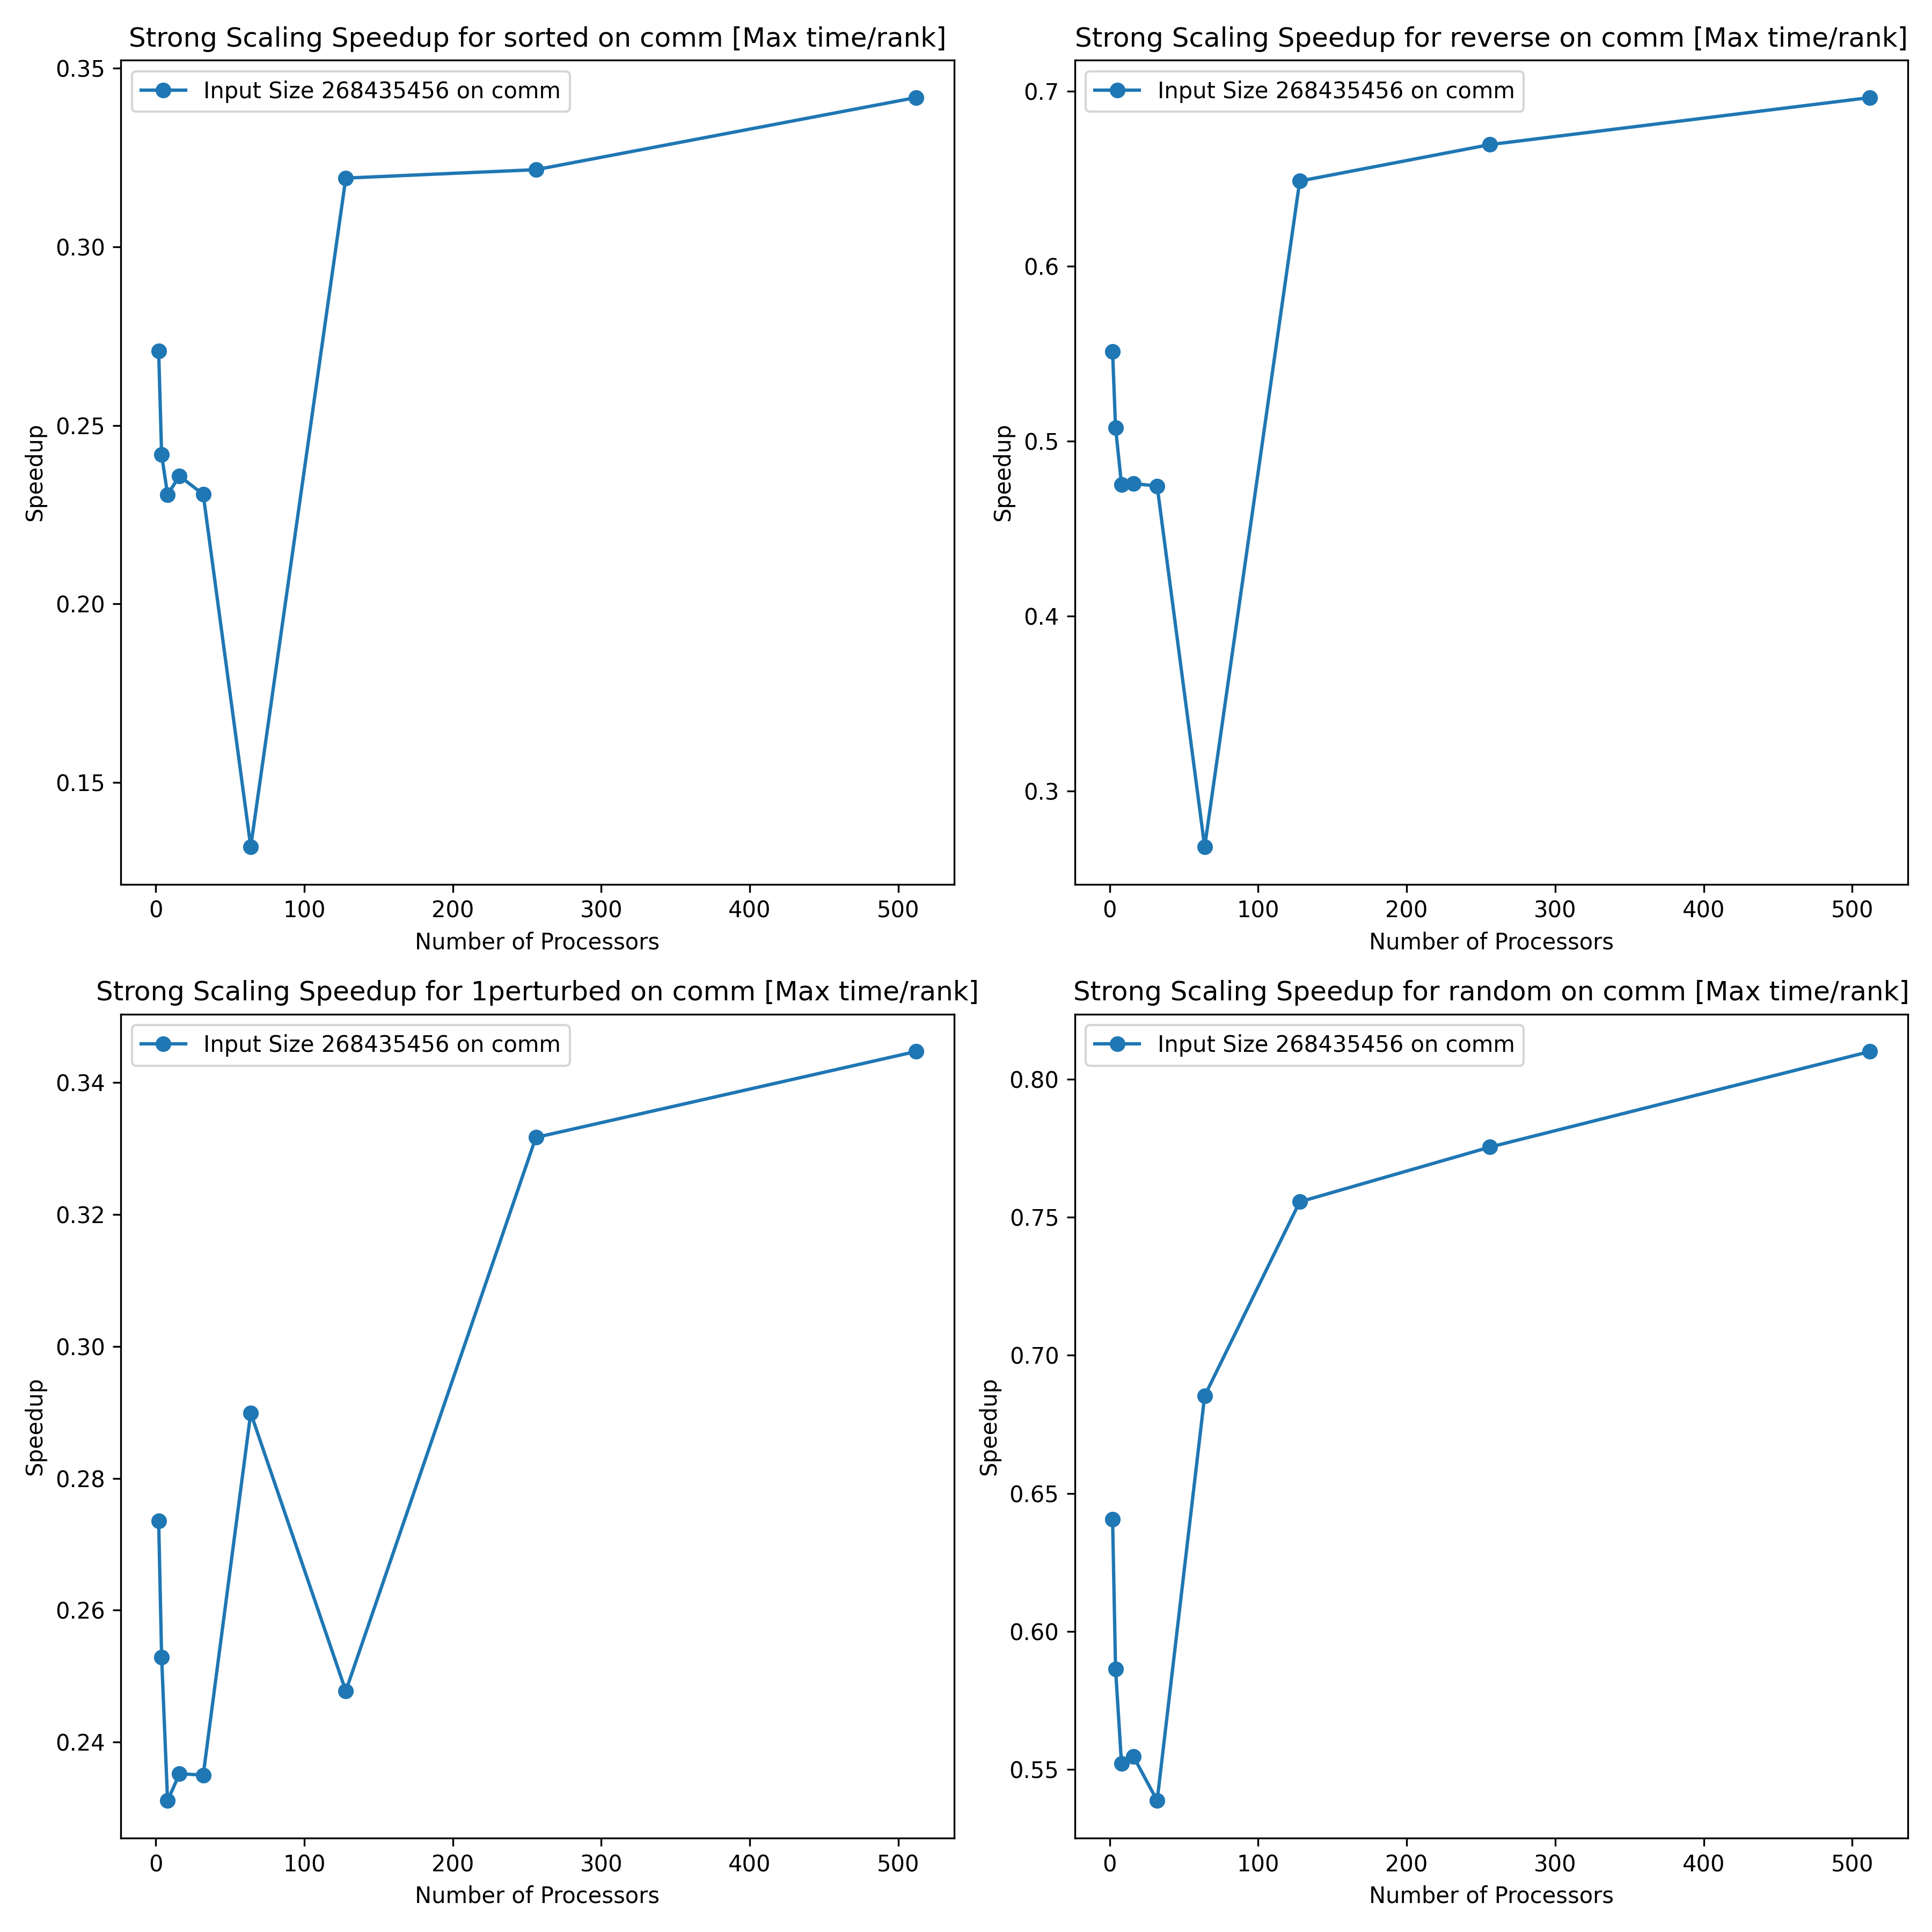 Strong Scaling Speedup for sorted on comm [Max time/rank]
Input Size 268435456 on comm
0.35
0.30
0.25
0.20
0.15
Speedup
0 100 200 300 400 500
Number of Processors
Strong Scaling Speedup for reverse on comm [Max time/rank]
Input Size 268435456 on comm
0.7
0.6
0.5
0.4
0.3
Speedup
0 100 200 300 400 500
Number of Processors
Strong Scaling Speedup for 1perturbed on comm [Max time/rank]
Input Size 268435456 on comm
0.34
0.32
0.30
0.28
0.26
0.24
Speedup
0 100 200 300 400 500
Number of Processors
Strong Scaling Speedup for random on comm [Max time/rank]
Input Size 268435456 on comm
0.80
0.75
0.70
0.65
0.60
0.55
Speedup
0 100 200 300 400 500
Number of Processors